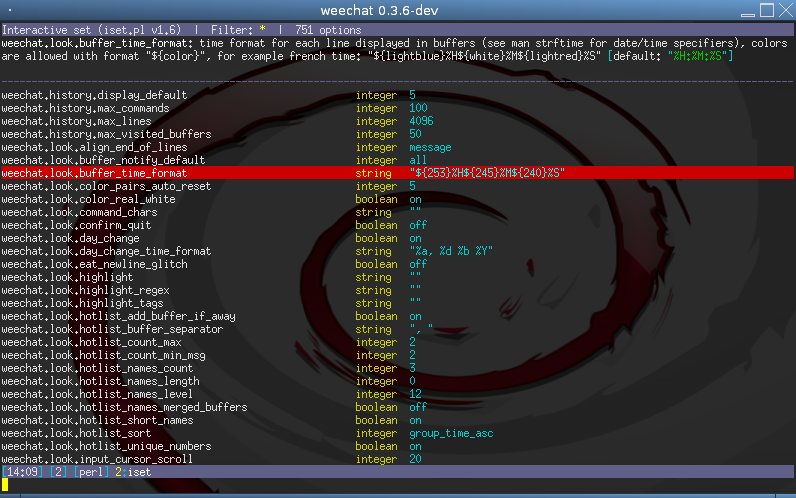 weechat 0.3.6-dev
Interactive set (iset.pl v1.6)  |  Filter: *  |  751 options
weechat.look.buffer_time_format: time format for each line displayed in buffers (see man strftime for date/time specifiers), colors
are allowed with format "${color}", for example french time: "${lightblue}%H${white}%M${lightred}%S" [default: "%H:%M:%S"]
weechat.history.display_default integer 5
weechat.history.max_commands integer 100
weechat.history.max_lines integer 4096
weechat.history.max_visited_buffers integer 50
weechat.look.align_end_of_lines integer message
weechat.look.buffer_notify_default integer all
weechat.look.buffer_time_format string "${253}%H${245}%M${240}%S"
weechat.look.color_pairs_auto_reset integer 5
weechat.look.color_real_white boolean on
weechat.look.command_chars string ""
weechat.look.confirm_quit boolean off
weechat.look.day_change boolean on
weechat.look.day_change_time_format string "%a, %d %b %Y"
weechat.look.eat_newline_glitch boolean off
weechat.look.highlight string ""
weechat.look.highlight_regex string ""
weechat.look.highlight_tags string ""
weechat.look.hotlist_add_buffer_if_away boolean on
weechat.look.hotlist_buffer_separator string ", "
weechat.look.hotlist_count_max integer 2
weechat.look.hotlist_count_min_msg integer 2
weechat.look.hotlist_names_count integer 3
weechat.look.hotlist_names_length integer 0
weechat.look.hotlist_names_level integer 12
weechat.look.hotlist_names_merged_buffers boolean off
weechat.look.hotlist_short_names boolean on
weechat.look.hotlist_sort integer group_time_asc
weechat.look.hotlist_unique_numbers boolean on
weechat.look.input_cursor_scroll integer 20
[14:09] [2] [perl] 2:iset